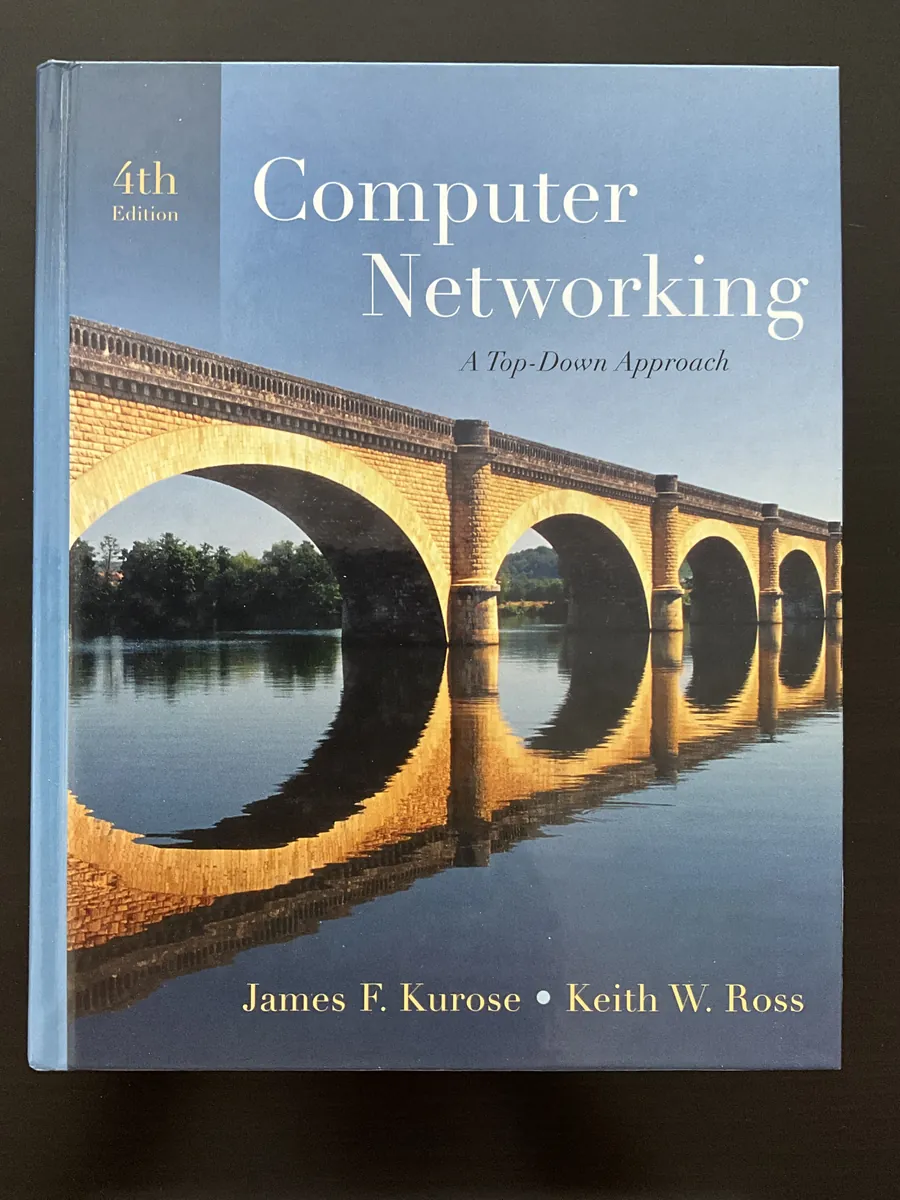 4th
Edition
Computer
Networking
A Top-Down Approach
James F. Kurose • Keith W. Ross